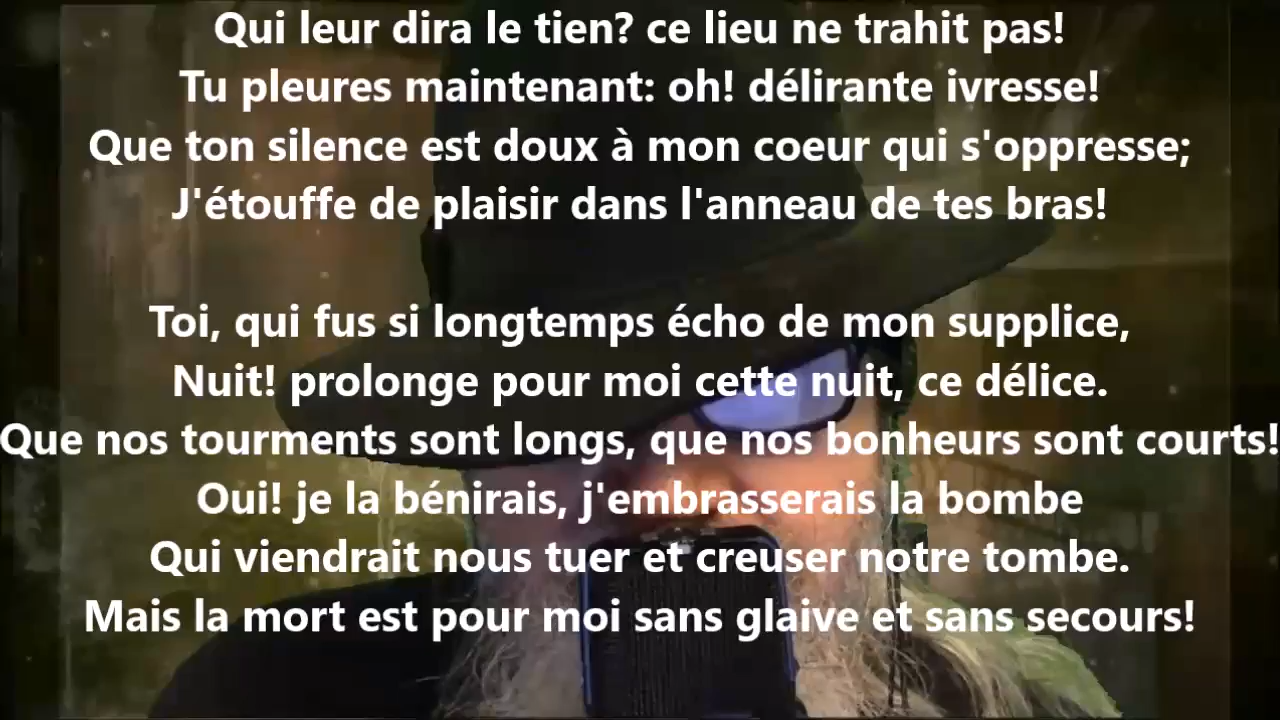 Qui leur dira le tien? ce lieu ne trahit pas!
Tu pleures maintenant: oh! délirante ivresse!
Que ton silence est doux à mon coeur qui s'oppresse;
J'étouffe de plaisir dans l'anneau de tes bras!
Toi, qui fus si longtemps écho de mon supplice,
Nuit! prolonge pour moi cette nuit, ce délice.
Que nos tourments sont longs, que nos bonheurs sont courts!
Oui! je la bénirais, j'embrasserais la bombe
Qui viendrait nous tuer et creuser notre tombe.
Mais la mort est pour moi sans glaive et sans secours!